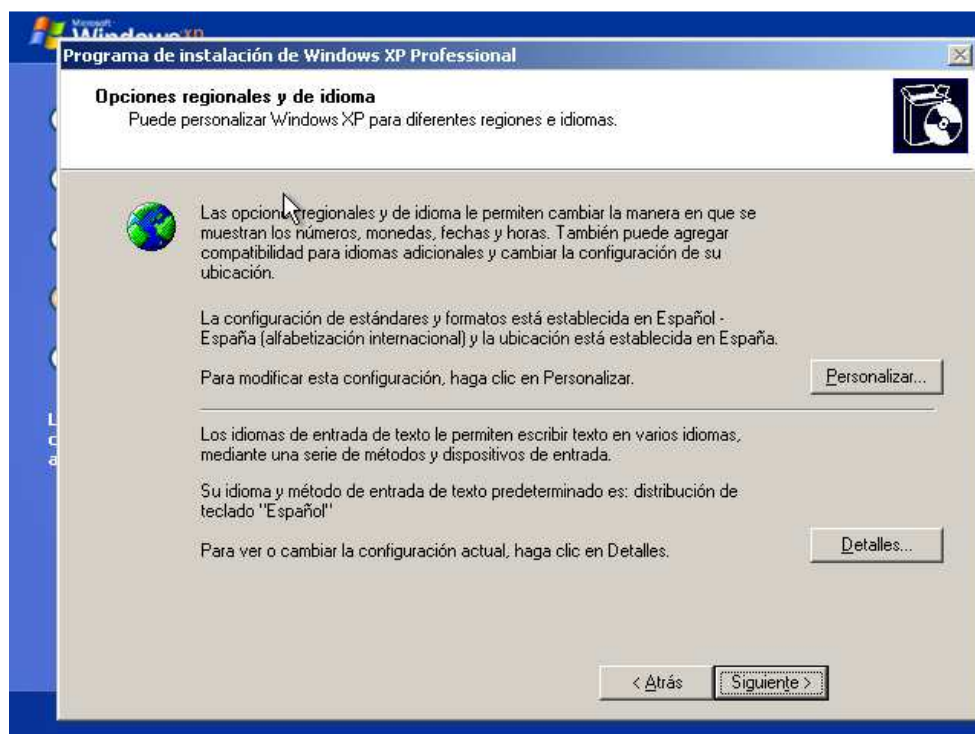 Microsoft
Windows xp
Programa de instalación de Windows XP Professional
Opciones regionales y de idioma
Puede personalizar Windows XP para diferentes regiones e idiomas.
Las opciones regionales y de idioma le permiten cambiar la manera en que se
muestran los números, monedas, fechas y horas. También puede agregar
compatibilidad para idiomas adicionales y cambiar la configuración de su
ubicación.
La configuración de estándares y formatos está establecida en Español -
España (alfabetización internacional) y la ubicación está establecida en España.
Para modificar esta configuración, haga clic en Personalizar.
Personalizar...
Los idiomas de entrada de texto le permiten escribir texto en varios idiomas,
mediante una serie de métodos y dispositivos de entrada.
Su idioma y método de entrada de texto predeterminado es: distribución de
teclado "Español"
Para ver o cambiar la configuración actual, haga clic en Detalles.
Detalles...
< Atrás
Siguiente >